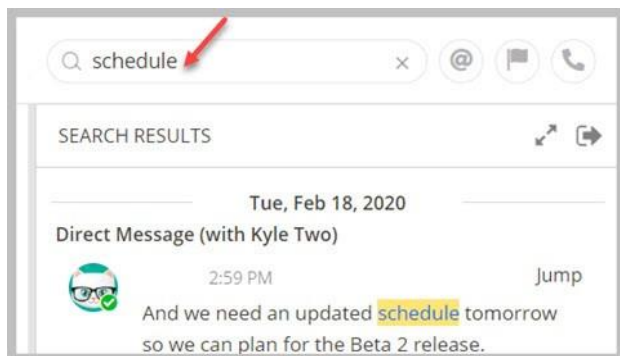 schedule
SEARCH RESULTS
Tue, Feb 18, 2020
Direct Message (with Kyle Two)
2:59 PM Jump
And we need an updated schedule tomorrow
so we can plan for the Beta 2 release.